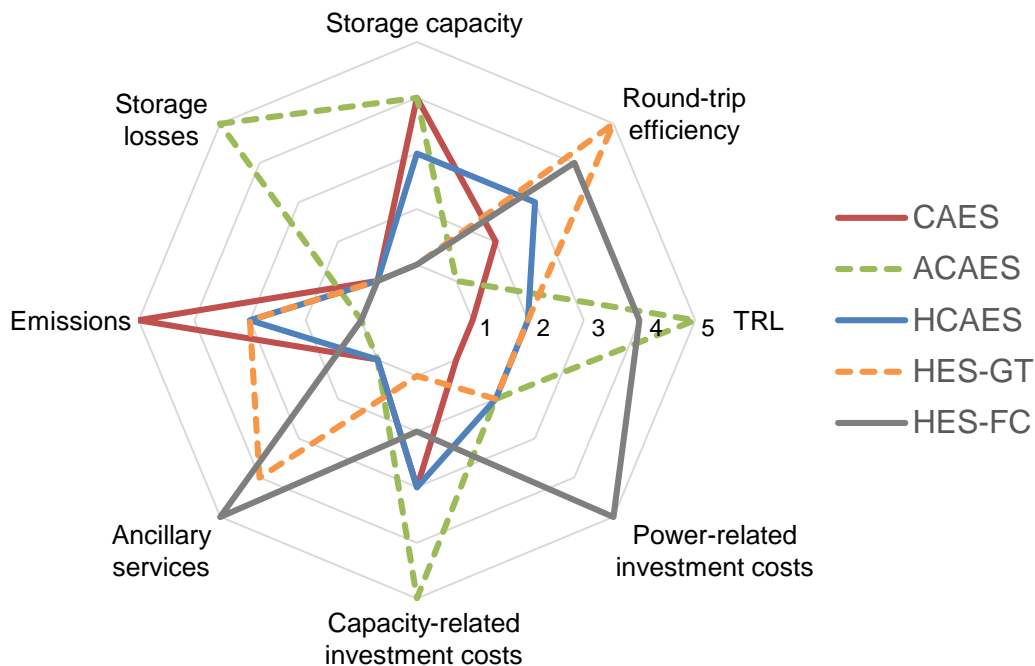 Storage capacity
Storage
losses
Round-trip
efficiency
CAES
ACAES
HCAES
HES-GT
HES-FC
Emissions
1 2 3 4 5 TRL
Ancillary
services
Power-related
investment costs
Capacity-related
investment costs